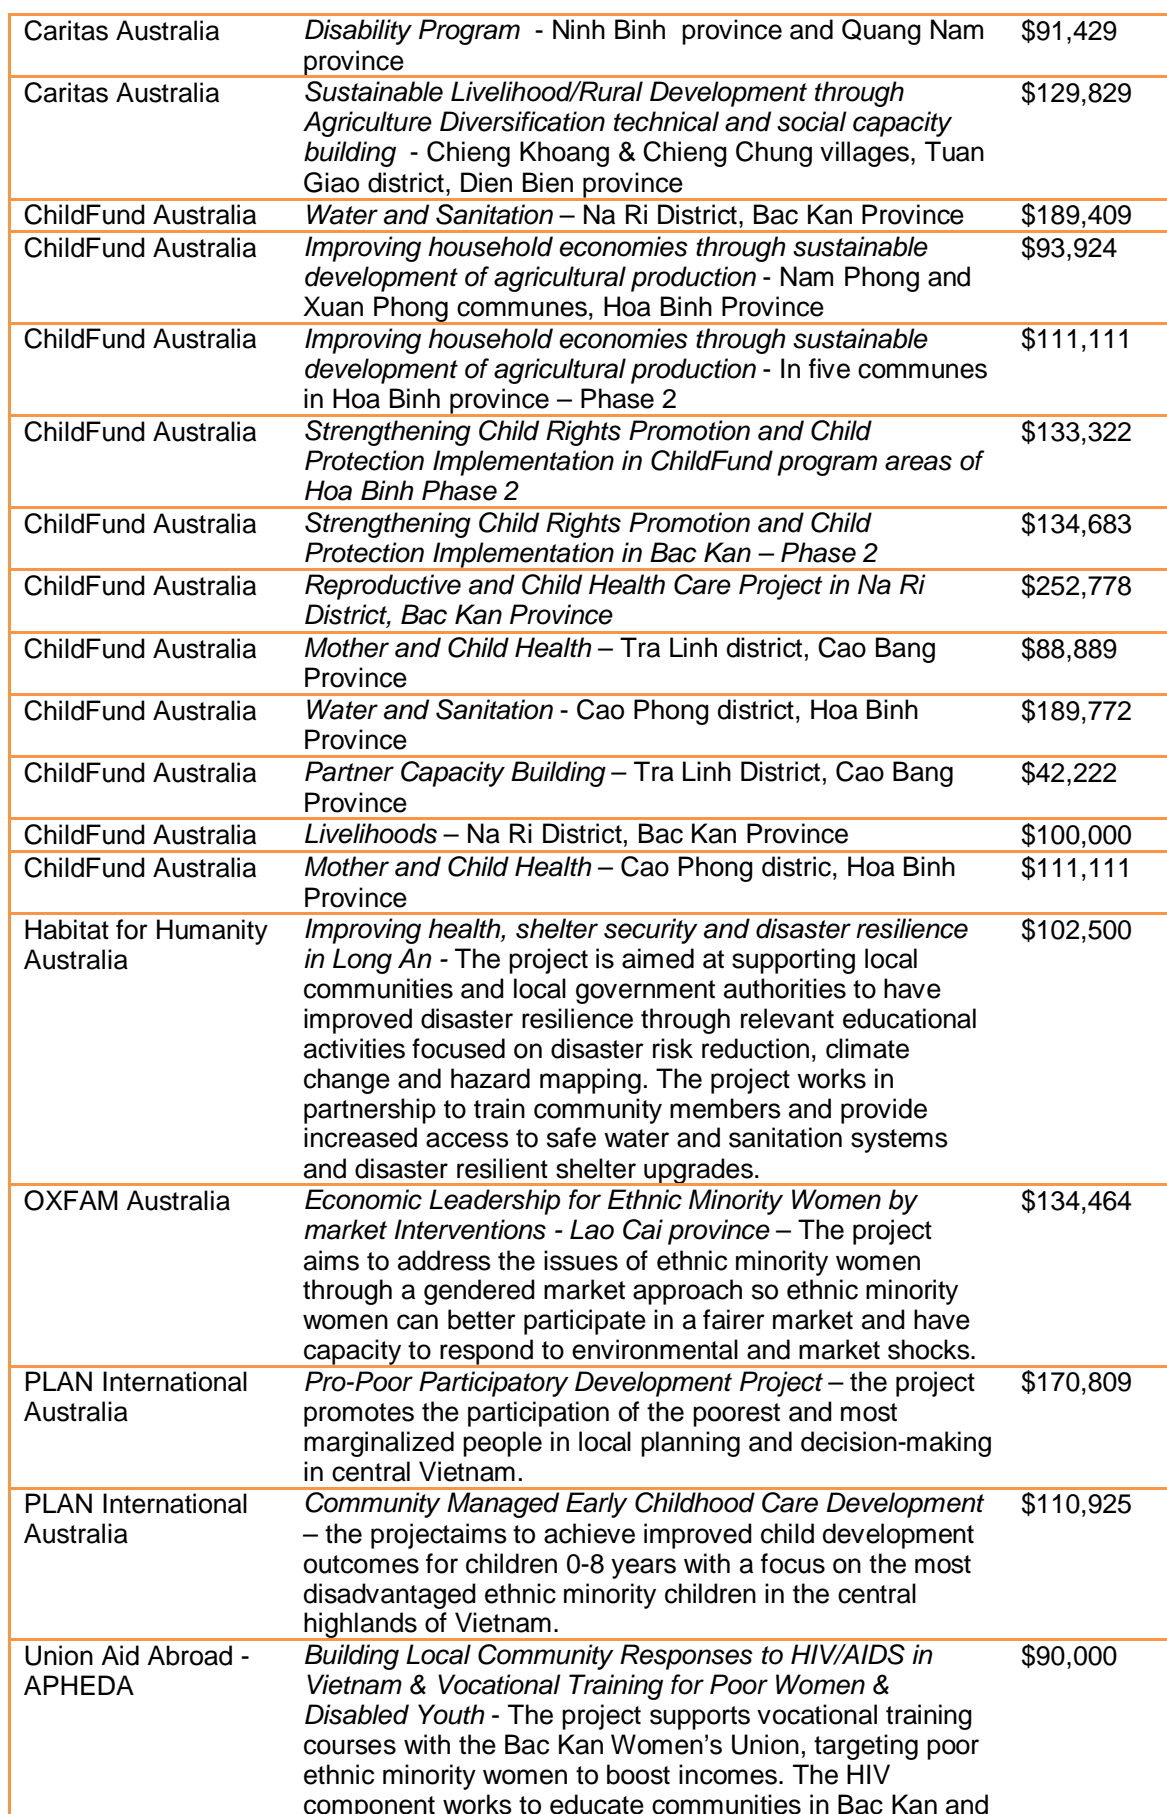 Caritas Australia Disability Program - Ninh Binh province and Quang Nam $91,429
province
Caritas Australia Sustainable Livelihood/Rural Development through $129,829
Agriculture Diversification technical and social capacity
building - Chieng Khoang & Chieng Chung villages, Tuan
Giao district, Dien Bien province
ChildFund Australia Water and Sanitation – Na Ri District, Bac Kan Province $189,409
ChildFund Australia Improving household economies through sustainable $93,924
development of agricultural production - Nam Phong and
Xuan Phong communes, Hoa Binh Province
ChildFund Australia Improving household economies through sustainable $111,111
development of agricultural production - In five communes
in Hoa Binh province – Phase 2
ChildFund Australia Strengthening Child Rights Promotion and Child $133,322
Protection Implementation in ChildFund program areas of
Hoa Binh Phase 2
ChildFund Australia Strengthening Child Rights Promotion and Child $134,683
Protection Implementation in Bac Kan – Phase 2
ChildFund Australia Reproductive and Child Health Care Project in Na Ri $252,778
District, Bac Kan Province
ChildFund Australia Mother and Child Health – Tra Linh district, Cao Bang $88,889
Province
ChildFund Australia Water and Sanitation - Cao Phong district, Hoa Binh $189,772
Province
ChildFund Australia Partner Capacity Building – Tra Linh District, Cao Bang $42,222
Province
ChildFund Australia Livelihoods – Na Ri District, Bac Kan Province $100,000
ChildFund Australia Mother and Child Health – Cao Phong distric, Hoa Binh $111,111
Province
Habitat for Humanity Improving health, shelter security and disaster resilience $102,500
Australia in Long An - The project is aimed at supporting local
communities and local government authorities to have
improved disaster resilience through relevant educational
activities focused on disaster risk reduction, climate
change and hazard mapping. The project works in
partnership to train community members and provide
increased access to safe water and sanitation systems
and disaster resilient shelter upgrades.
OXFAM Australia Economic Leadership for Ethnic Minority Women by $134,464
market Interventions - Lao Cai province – The project
aims to address the issues of ethnic minority women
through a gendered market approach so ethnic minority
women can better participate in a fairer market and have
capacity to respond to environmental and market shocks.
PLAN International Pro-Poor Participatory Development Project – the project $170,809
Australia promotes the participation of the poorest and most
marginalized people in local planning and decision-making
in central Vietnam.
PLAN International Community Managed Early Childhood Care Development $110,925
Australia – the projectaims to achieve improved child development
outcomes for children 0-8 years with a focus on the most
disadvantaged ethnic minority children in the central
highlands of Vietnam.
Union Aid Abroad - Building Local Community Responses to HIV/AIDS in $90,000
APHEDA Vietnam & Vocational Training for Poor Women &
Disabled Youth - The project supports vocational training
courses with the Bac Kan Women's Union, targeting poor
ethnic minority women to boost incomes. The HIV
component works to educate communities in Bac Kan and